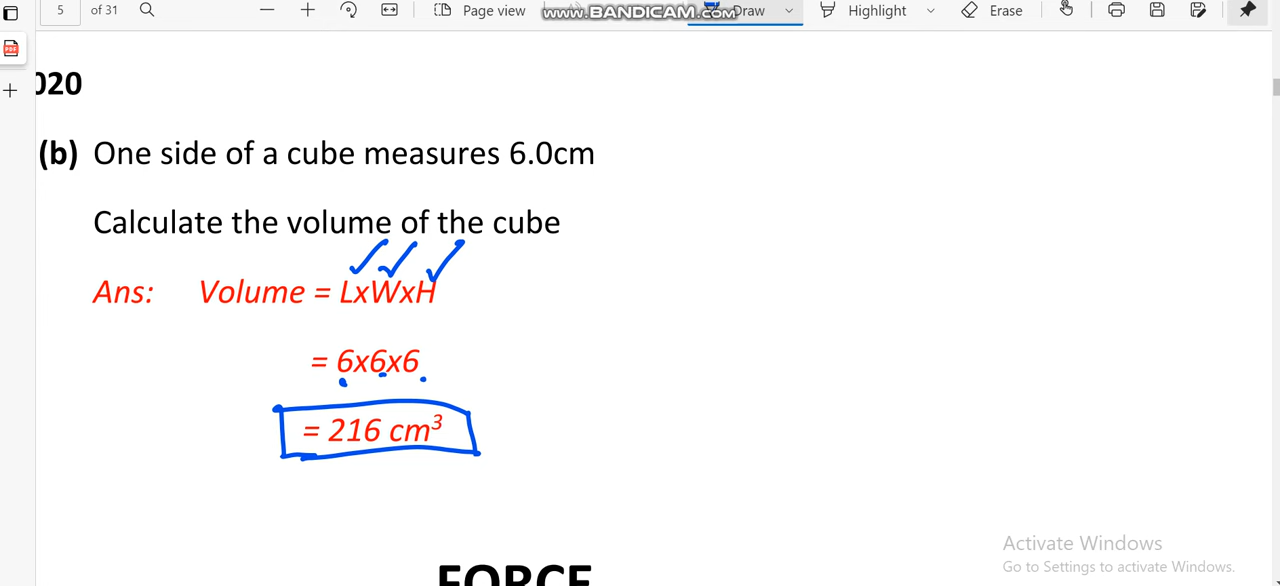 5 of 31 Page view www.BANDICAM.com Draw Highlight Erase
PDF
020
(b) One side of a cube measures 6.0cm
Calculate the volume of the cube
Ans: Volume = LxWxH
= 6x6x6
= 216 cm³
Activate Windows
Go to Settings to activate Windows.
FORCE